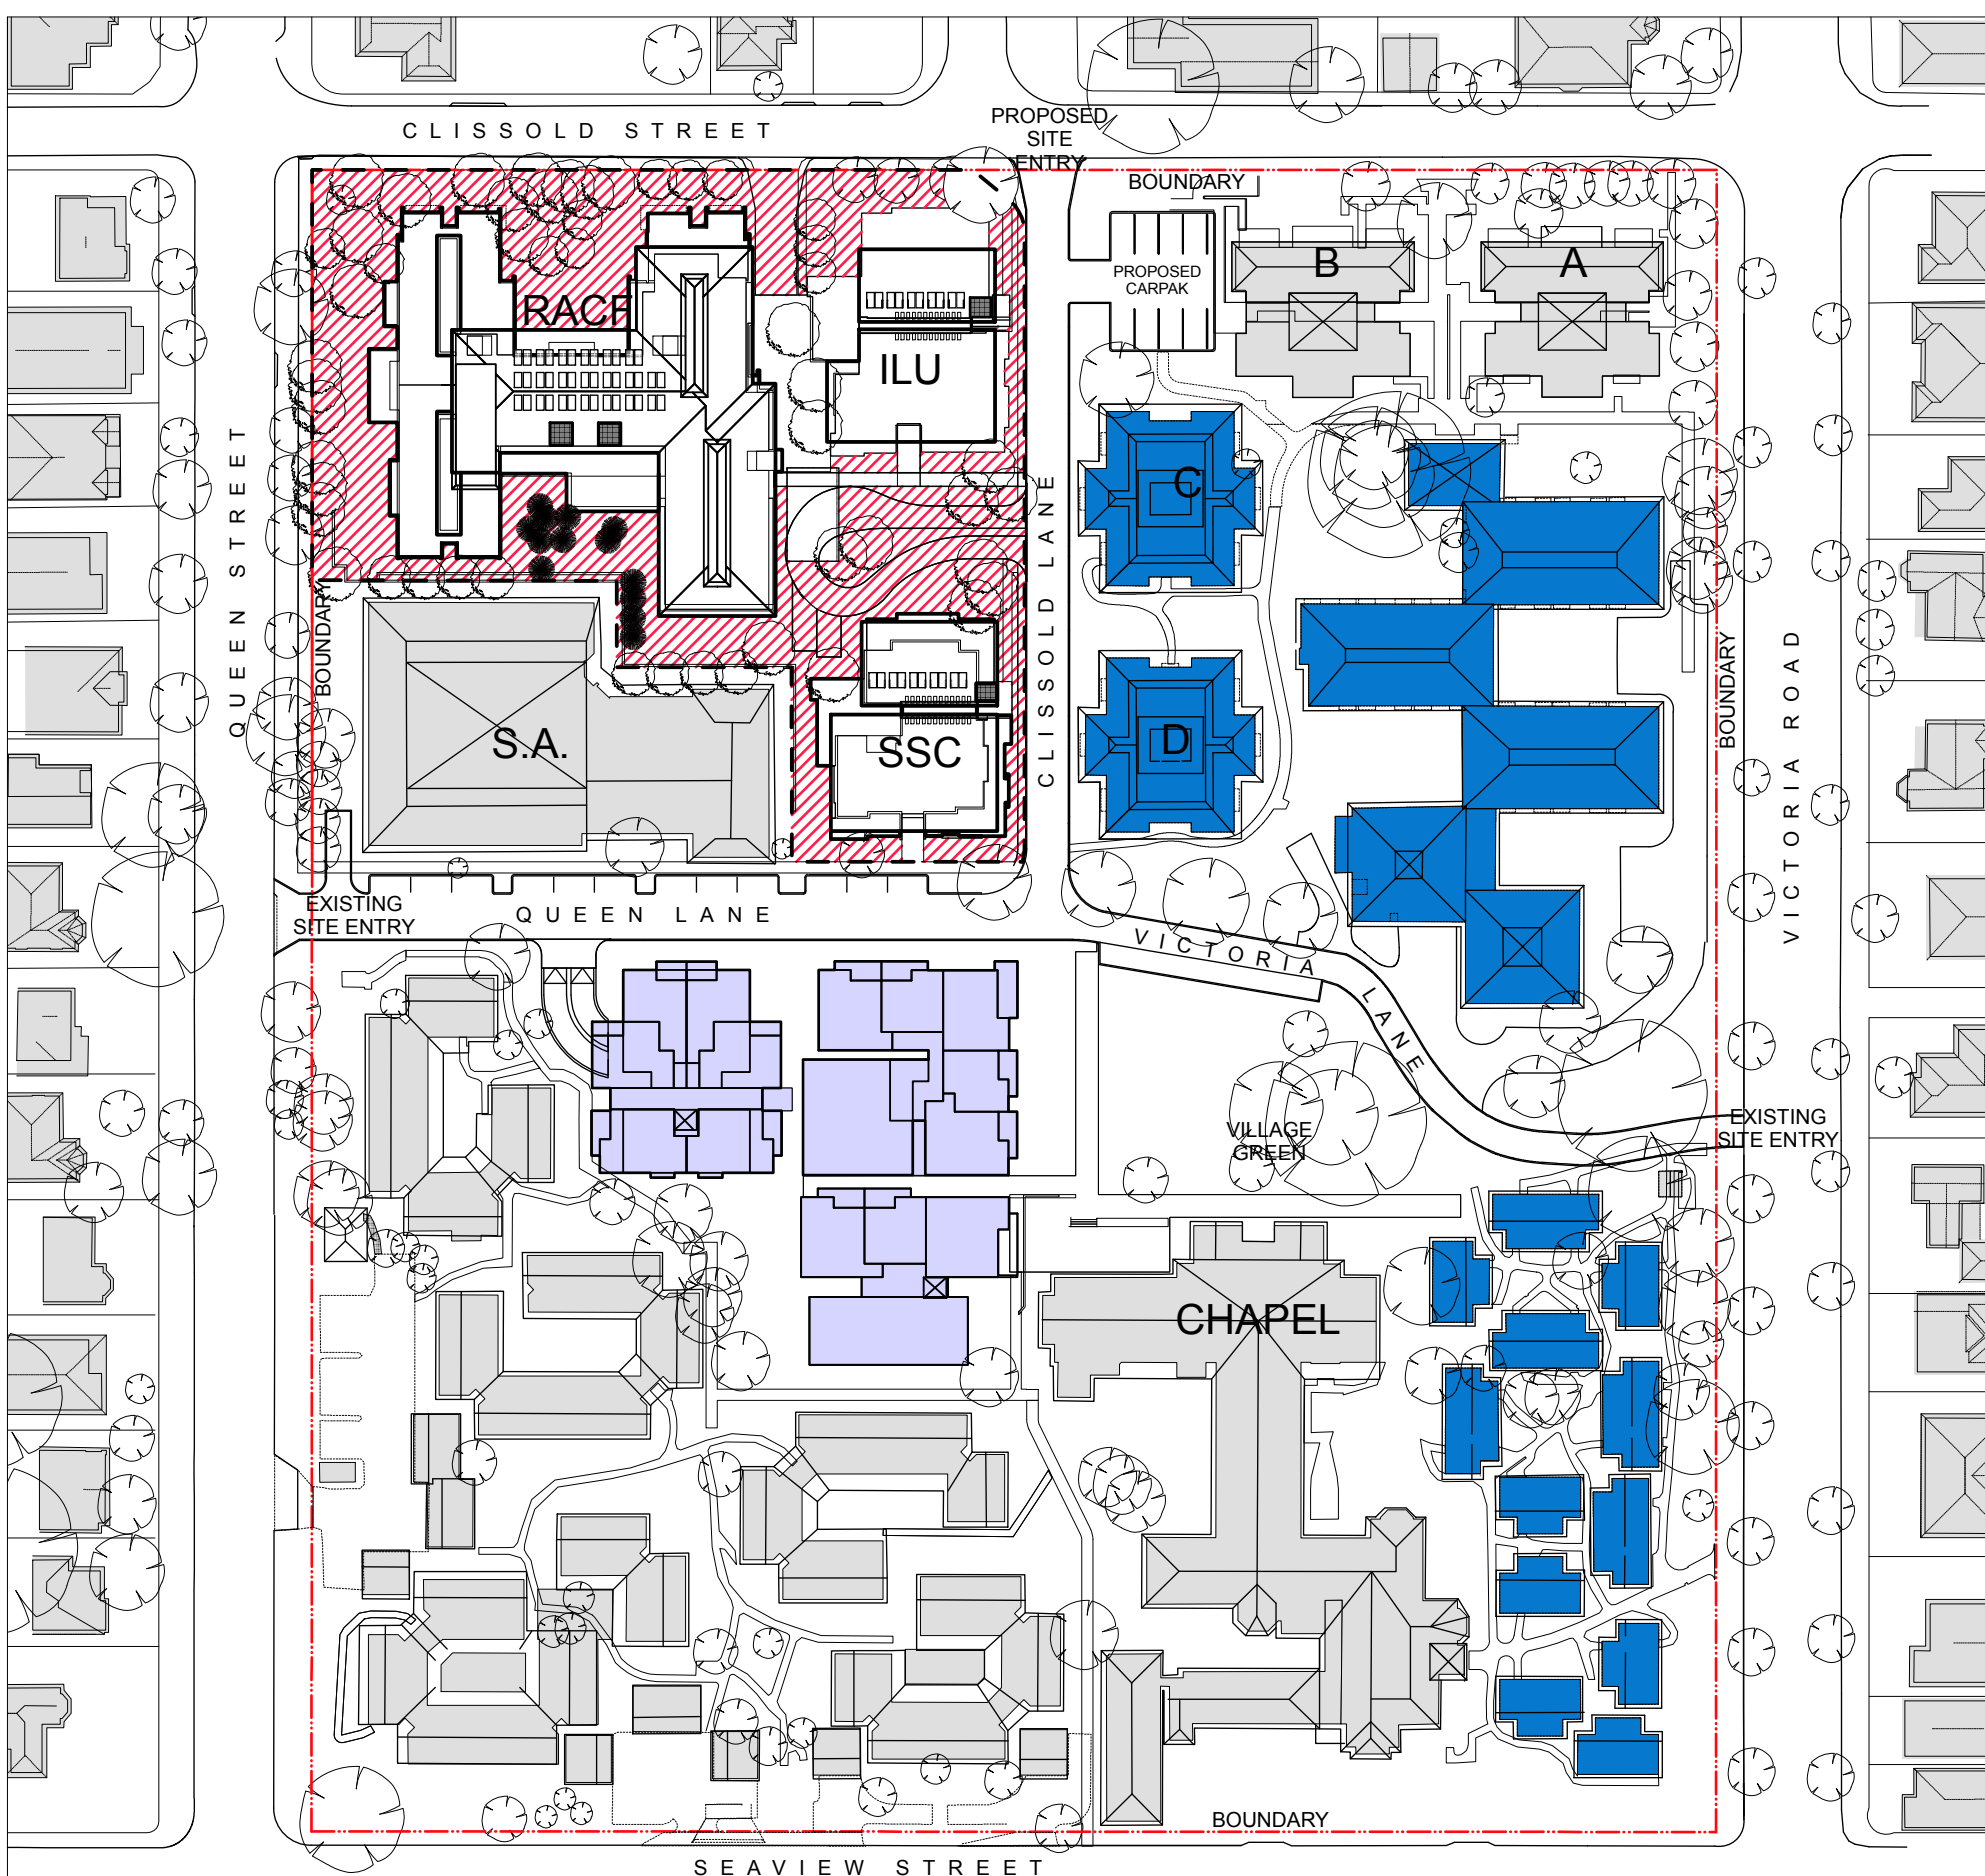 CLISSOLD STREET
PROPOSED
SITE
ENTRY
BOUNDARY
PROPOSED
CARPAK
B
A
RACF
ILU
C
QUEEN STREET
CLISSOLD LANE
BOUNDARY
BOUNDARY
VICTORIA ROAD
S.A.
SSC
D
EXISTING
SITE ENTRY
QUEEN LANE
VICTORIA LANE
VILLAGE
GREEN
EXISTING
SITE ENTRY
CHAPEL
BOUNDARY
SEAVIEW STREET